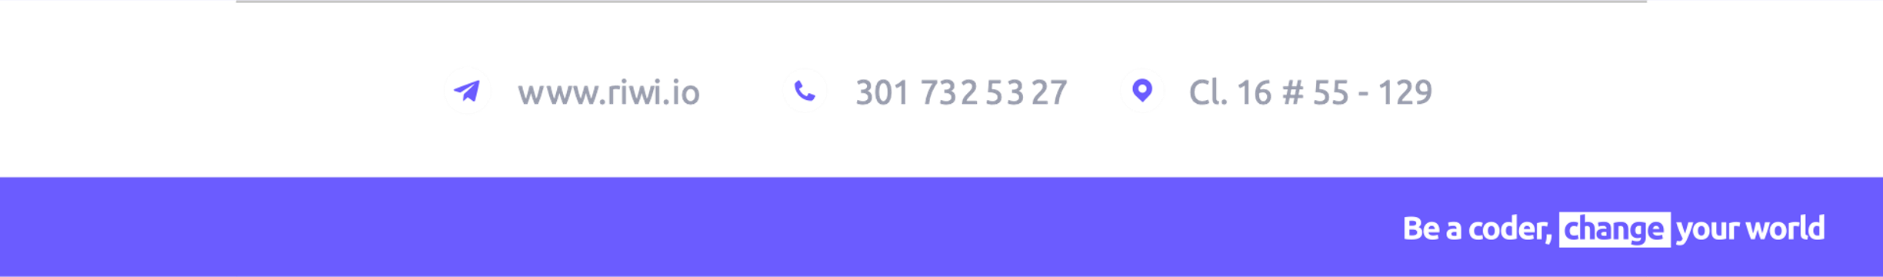 www.riwi.io 301 732 53 27 Cl. 16 # 55 - 129
Be a coder, change your world